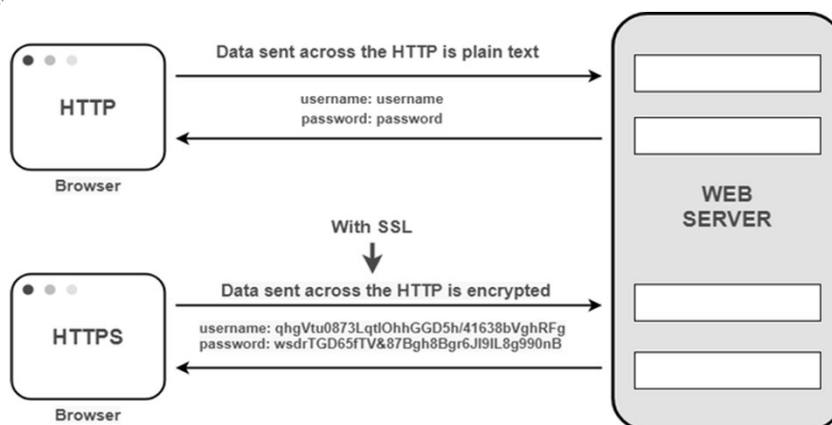 Data sent across the HTTP is plain text
HTTP
username: username
password: password
Browser
WEB
SERVER
With SSL
Data sent across the HTTP is encrypted
HTTPS
username: qhgVtu0873LqtlOhhGGD5h/41638bVghRFg
password: wsdrTGD65fTV&87Bgh8Bgr6JI9IL8g990nB
Browser